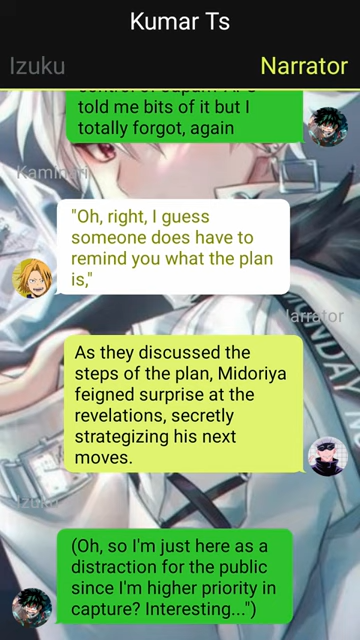 Kumar Ts
Izuku
Narrator
told me bits of it but I
totally forgot, again
Kaminari
"Oh, right, I guess
someone does have to
remind you what the plan
is,"
Narrator
As they discussed the
steps of the plan, Midoriya
feigned surprise at the
revelations, secretly
strategizing his next
moves.
Izuku
(Oh, so I'm just here as a
distraction for the public
since I'm higher priority in
capture? Interesting...")